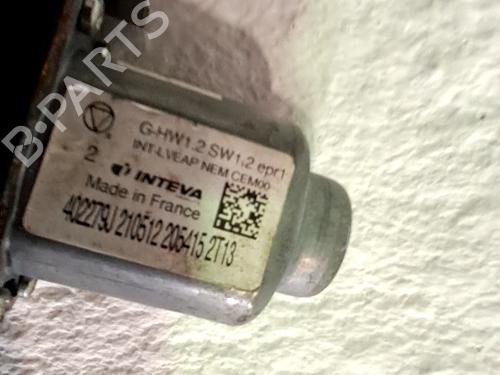 G-HW1.2 SW1.2 epr1
INT-LVEAP NEM CEM00
2
INTEVA
Made in France
402279J 210512 205415 2T13
B-PARTS